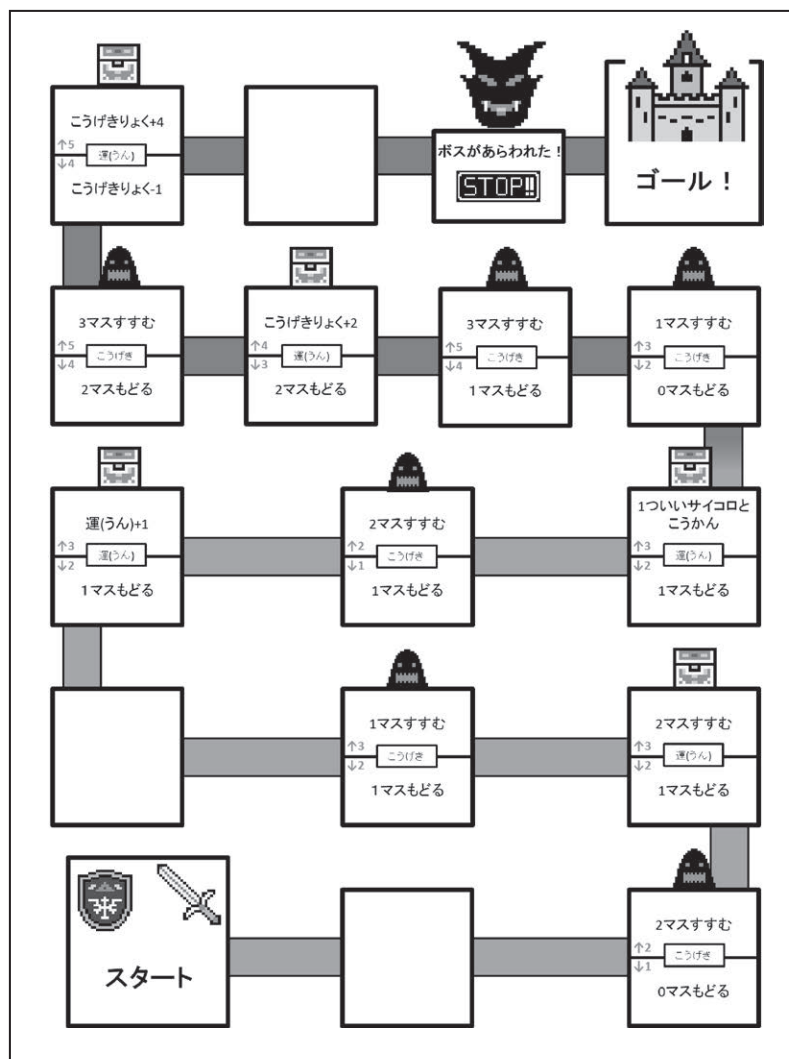 こうげきりょく+4
↑5
運(うん)
↓4
こうげきりょく-1
ボスがあらわれた！
STOP!!
ゴール！
3マスすすむ
↑5
こうげき
↓4
2マスもどる
こうげきりょく+2
↑4
運(うん)
↓3
2マスもどる
3マスすすむ
↑5
こうげき
↓4
1マスもどる
1マスすすむ
↑3
こうげき
↓2
0マスもどる
運(うん)+1
↑3
運(うん)
↓2
1マスもどる
2マスすすむ
↑2
こうげき
↓1
1マスもどる
1ついいサイコロと
こうかん
↑3
運(うん)
↓2
1マスもどる
1マスすすむ
↑3
こうげき
↓2
1マスもどる
2マスすすむ
↑3
運(うん)
↓2
1マスもどる
スタート
2マスすすむ
↑2
こうげき
↓1
0マスもどる